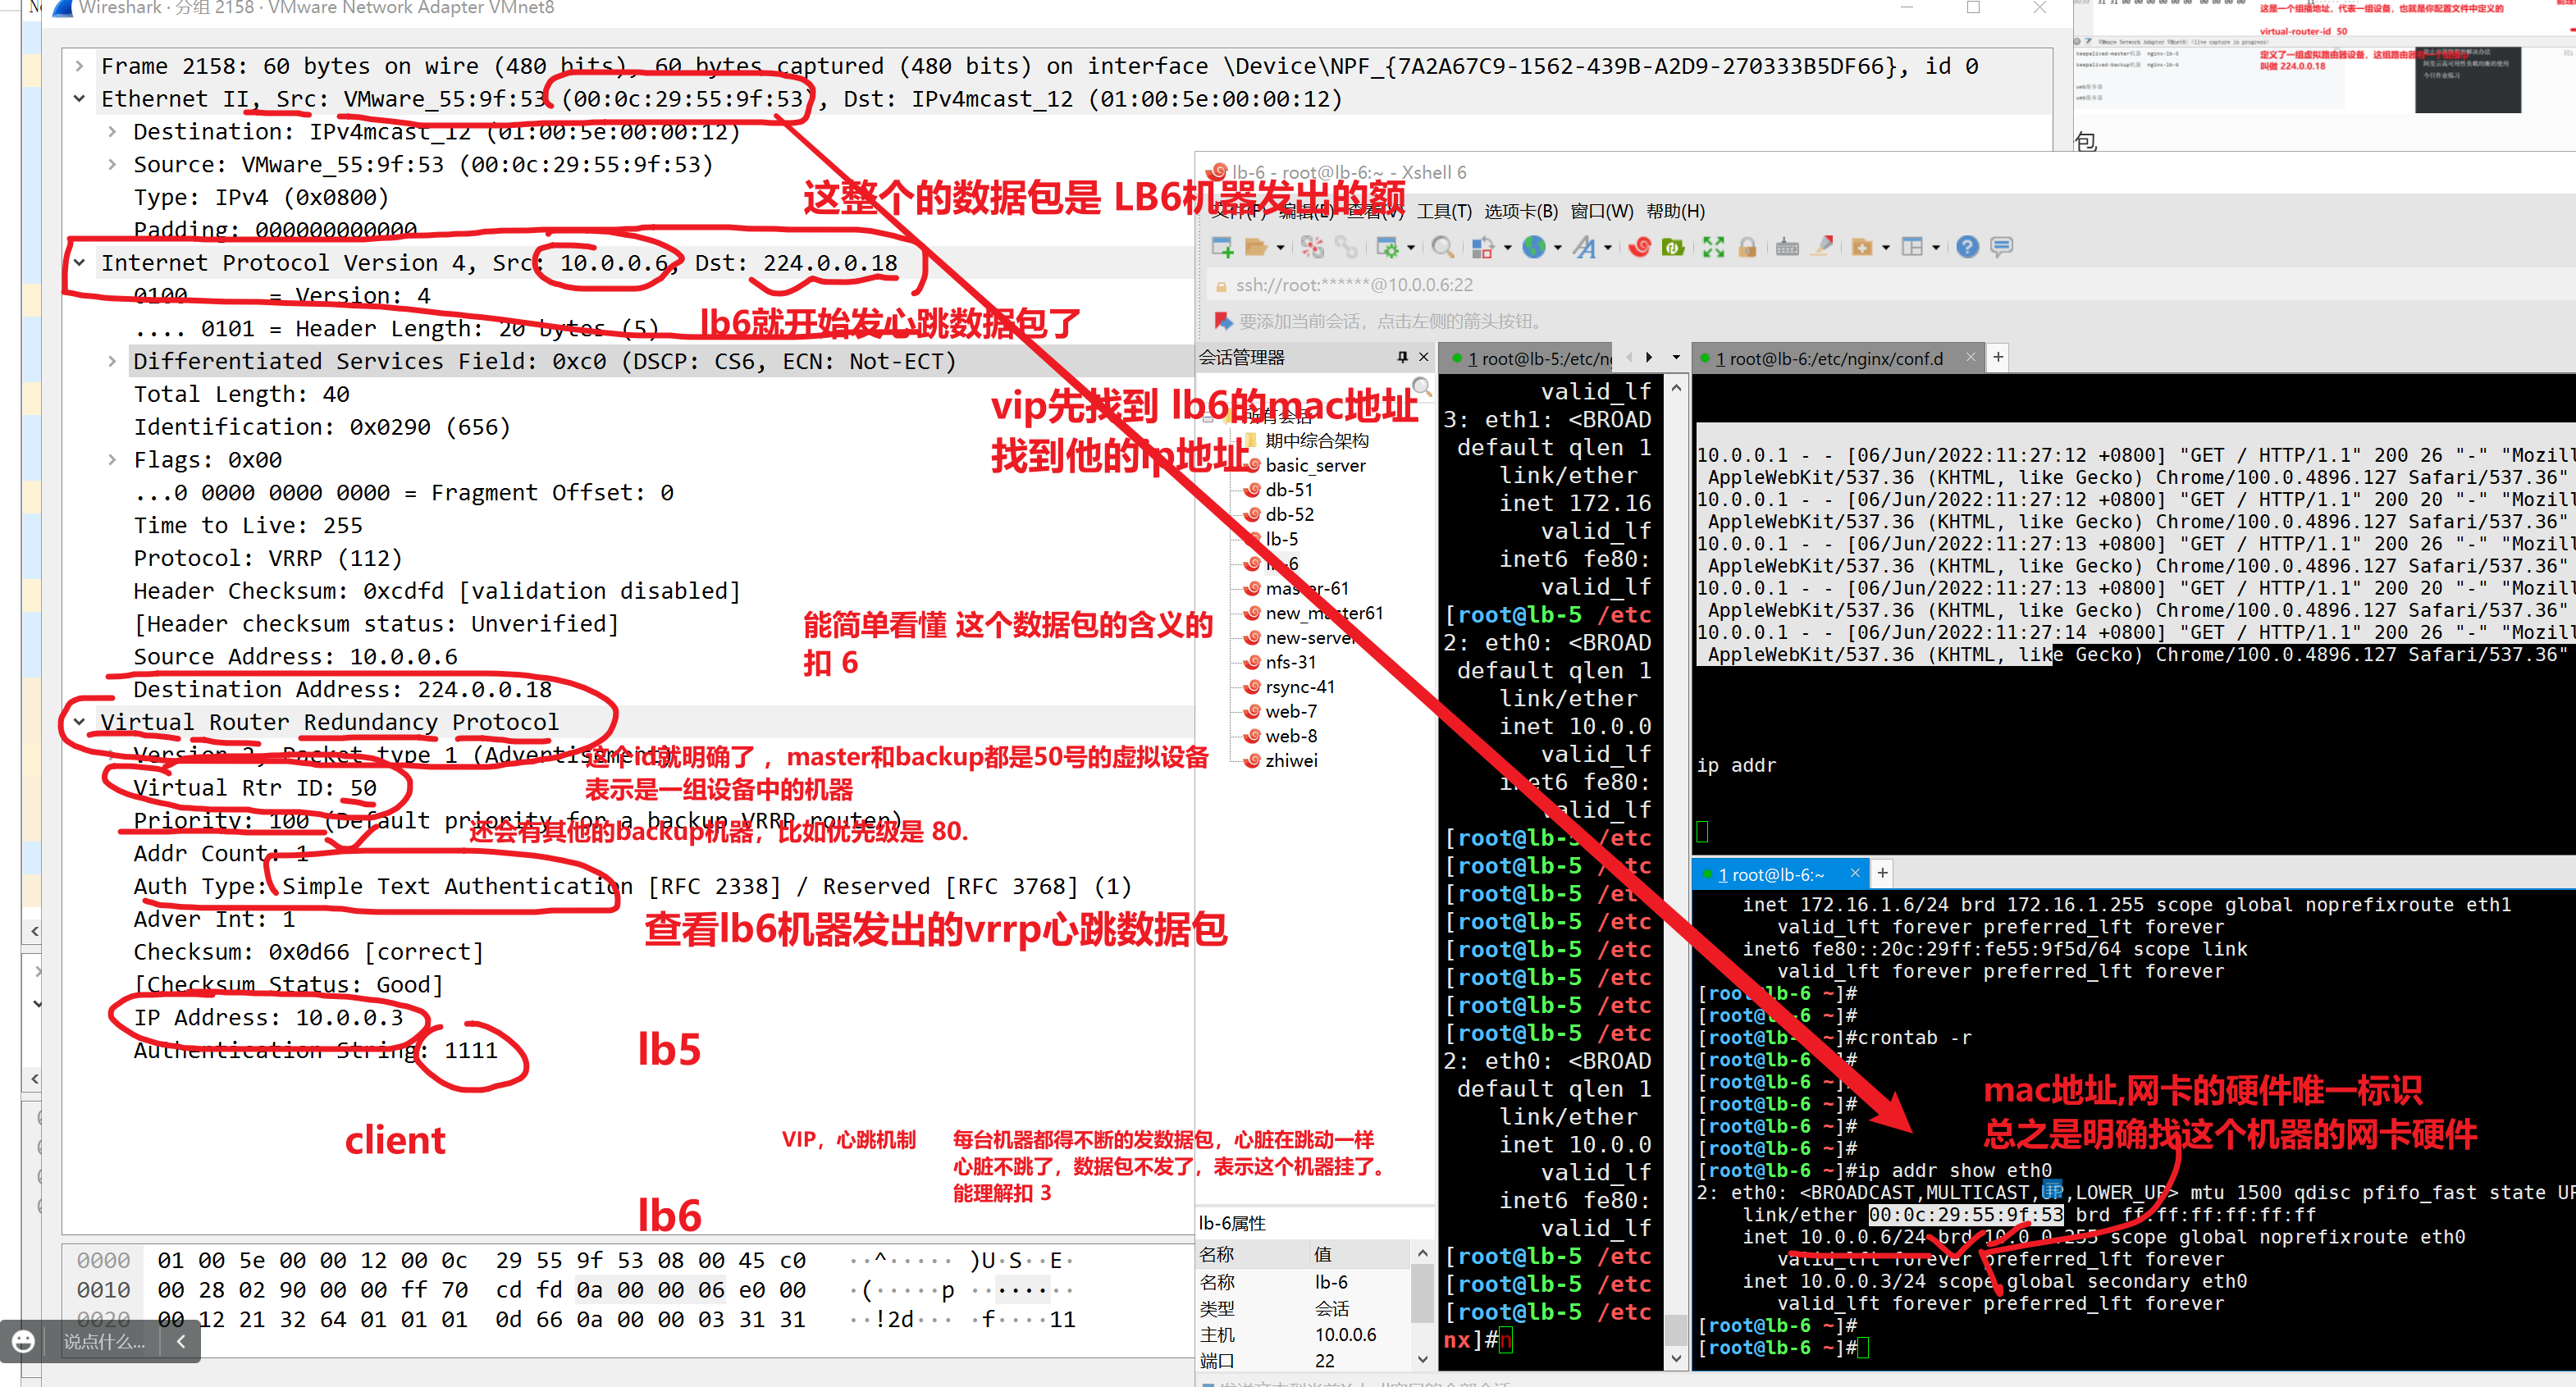 Wireshark · 分组 2158 · VMware Network Adapter VMnet8
Frame 2158: 60 bytes on wire (480 bits), 60 bytes captured (480 bits) on interface \Device\NPF_{7A2A67C9-1562-439B-A2D9-270333B5DF66}, id 0
Ethernet II, Src: VMware_55:9f:53 (00:0c:29:55:9f:53), Dst: IPv4mcast_12 (01:00:5e:00:00:12)
Destination: IPv4mcast_12 (01:00:5e:00:00:12)
Source: VMware_55:9f:53 (00:0c:29:55:9f:53)
Type: IPv4 (0x0800)
Padding: 000000000000
这整个的数据包是 LB6机器发出的额
Internet Protocol Version 4, Src: 10.0.0.6, Dst: 224.0.0.18
0100 .... = Version: 4
.... 0101 = Header Length: 20 bytes (5)
lb6就开始发心跳数据包了
Differentiated Services Field: 0xc0 (DSCP: CS6, ECN: Not-ECT)
Total Length: 40
Identification: 0x0290 (656)
vip先找到 lb6的mac地址
找到他的ip地址
Flags: 0x00
...0 0000 0000 0000 = Fragment Offset: 0
Time to Live: 255
Protocol: VRRP (112)
Header Checksum: 0xcdfd [validation disabled]
[Header checksum status: Unverified]
Source Address: 10.0.0.6
能简单看懂 这个数据包的含义的
扣 6
Destination Address: 224.0.0.18
Virtual Router Redundancy Protocol
Version 2, Packet type 1 (Advertisement)
这个id就明确了 ，master和backup都是50号的虚拟设备
表示是一组设备中的机器
Virtual Rtr ID: 50
Priority: 100 (Default priority for a backup VRRP router)
还会有其他的backup机器，比如优先级是 80.
Addr Count: 1
Auth Type: Simple Text Authentication [RFC 2338] / Reserved [RFC 3768] (1)
Adver Int: 1
查看lb6机器发出的vrrp心跳数据包
Checksum: 0x0d66 [correct]
[Checksum Status: Good]
IP Address: 10.0.0.3
Authentication String: 1111
lb5
client
VIP，心跳机制
每台机器都得不断的发数据包，心脏在跳动一样
心脏不跳了，数据包不发了，表示这个机器挂了。
能理解扣 3
lb6
0000 01 00 5e 00 00 12 00 0c 29 55 9f 53 08 00 45 c0 ··^····· )U·S··E·
0010 00 28 02 90 00 00 ff 70 cd fd 0a 00 00 06 e0 00 ·(·····p ········
0020 00 12 21 32 64 01 01 01 0d 66 0a 00 00 03 31 31 ··!2d··· ·f····11
说点什么...
这是一个组播地址，代表一组设备，也就是你配置文件中定义的
virtual-router-id 50
定义了一组虚拟路由器设备，这组路由器
叫做 224.0.0.18
包
lb-6 - root@lb-6:~ - Xshell 6
文件(F) 编辑(E) 查看(V) 工具(T) 选项卡(B) 窗口(W) 帮助(H)
ssh://root:******@10.0.0.6:22
要添加当前会话，点击左侧的箭头按钮。
会话管理器
所有会话
期中综合架构
basic_server
db-51
db-52
lb-5
lb-6
master-61
new_master61
new-server
nfs-31
rsync-41
web-7
web-8
zhiwei
lb-6属性
名称 值
名称 lb-6
类型 会话
主机 10.0.0.6
端口 22
1 root@lb-5:/etc/n
valid_lf
3: eth1: <BROAD
default qlen 1
link/ether
inet 172.16
valid_lf
inet6 fe80:
valid_lf
[root@lb-5 /etc
2: eth0: <BROAD
default qlen 1
link/ether
inet 10.0.0
valid_lf
inet6 fe80:
valid_lf
[root@lb-5 /etc
[root@lb-5 /etc
[root@lb-5 /etc
[root@lb-5 /etc
[root@lb-5 /etc
[root@lb-5 /etc
[root@lb-5 /etc
[root@lb-5 /etc
2: eth0: <BROAD
default qlen 1
link/ether
inet 10.0.0
valid_lf
inet6 fe80:
valid_lf
[root@lb-5 /etc
[root@lb-5 /etc
[root@lb-5 /etc
nx]#n
1 root@lb-6:/etc/nginx/conf.d
10.0.0.1 - - [06/Jun/2022:11:27:12 +0800] "GET / HTTP/1.1" 200 26 "-" "Mozill
AppleWebKit/537.36 (KHTML, like Gecko) Chrome/100.0.4896.127 Safari/537.36"
10.0.0.1 - - [06/Jun/2022:11:27:12 +0800] "GET / HTTP/1.1" 200 20 "-" "Mozill
AppleWebKit/537.36 (KHTML, like Gecko) Chrome/100.0.4896.127 Safari/537.36"
10.0.0.1 - - [06/Jun/2022:11:27:13 +0800] "GET / HTTP/1.1" 200 26 "-" "Mozill
AppleWebKit/537.36 (KHTML, like Gecko) Chrome/100.0.4896.127 Safari/537.36"
10.0.0.1 - - [06/Jun/2022:11:27:13 +0800] "GET / HTTP/1.1" 200 20 "-" "Mozill
AppleWebKit/537.36 (KHTML, like Gecko) Chrome/100.0.4896.127 Safari/537.36"
10.0.0.1 - - [06/Jun/2022:11:27:14 +0800] "GET / HTTP/1.1" 200 26 "-" "Mozill
AppleWebKit/537.36 (KHTML, like Gecko) Chrome/100.0.4896.127 Safari/537.36"
ip addr
1 root@lb-6:~
inet 172.16.1.6/24 brd 172.16.1.255 scope global noprefixroute eth1
valid_lft forever preferred_lft forever
inet6 fe80::20c:29ff:fe55:9f5d/64 scope link
valid_lft forever preferred_lft forever
[root@lb-6 ~]#
[root@lb-6 ~]#
[root@lb-6 ~]#crontab -r
[root@lb-6 ~]#
[root@lb-6 ~]#
[root@lb-6 ~]#
[root@lb-6 ~]#
[root@lb-6 ~]#
mac地址,网卡的硬件唯一标识
总之是明确找这个机器的网卡硬件
[root@lb-6 ~]#ip addr show eth0
2: eth0: <BROADCAST,MULTICAST,UP,LOWER_UP> mtu 1500 qdisc pfifo_fast state UP
link/ether 00:0c:29:55:9f:53 brd ff:ff:ff:ff:ff:ff
inet 10.0.0.6/24 brd 10.0.0.255 scope global noprefixroute eth0
valid_lft forever preferred_lft forever
inet 10.0.0.3/24 scope global secondary eth0
valid_lft forever preferred_lft forever
[root@lb-6 ~]#
[root@lb-6 ~]#